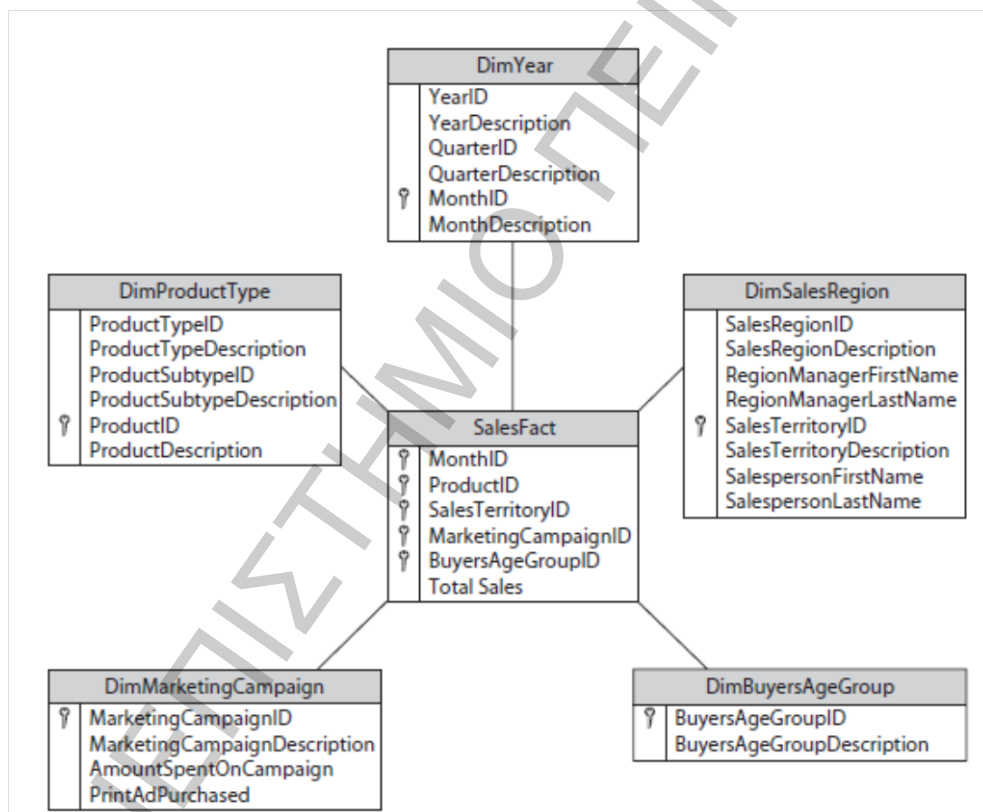 DimYear
YearID
YearDescription
QuarterID
QuarterDescription
MonthID
MonthDescription
DimProductType
ProductTypeID
ProductTypeDescription
ProductSubtypeID
ProductSubtypeDescription
ProductID
ProductDescription
DimSalesRegion
SalesRegionID
SalesRegionDescription
RegionManagerFirstName
RegionManagerLastName
SalesTerritoryID
SalesTerritoryDescription
SalespersonFirstName
SalespersonLastName
SalesFact
MonthID
ProductID
SalesTerritoryID
MarketingCampaignID
BuyersAgeGroupID
Total Sales
DimMarketingCampaign
MarketingCampaignID
MarketingCampaignDescription
AmountSpentOnCampaign
PrintAdPurchased
DimBuyersAgeGroup
BuyersAgeGroupID
BuyersAgeGroupDescription